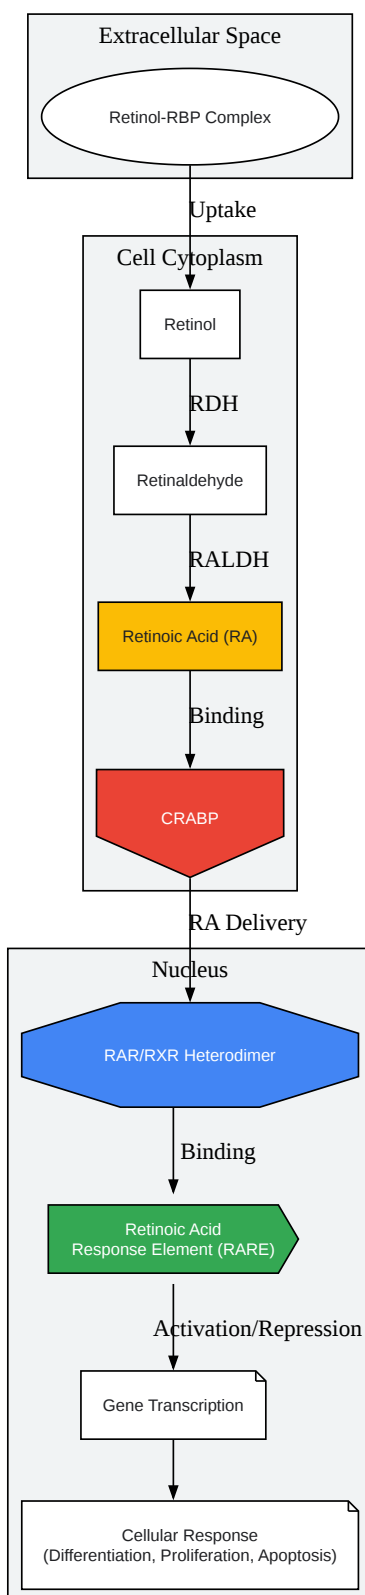 Extracellular Space
Retinol-RBP Complex
Uptake
Cell Cytoplasm
Retinol
RDH
Retinaldehyde
RALDH
Retinoic Acid (RA)
Binding
CRABP
RA Delivery
Nucleus
RAR/RXR Heterodimer
Binding
Retinoic Acid
Response Element (RARE)
Activation/Repression
Gene Transcription
Cellular Response
(Differentiation, Proliferation, Apoptosis)